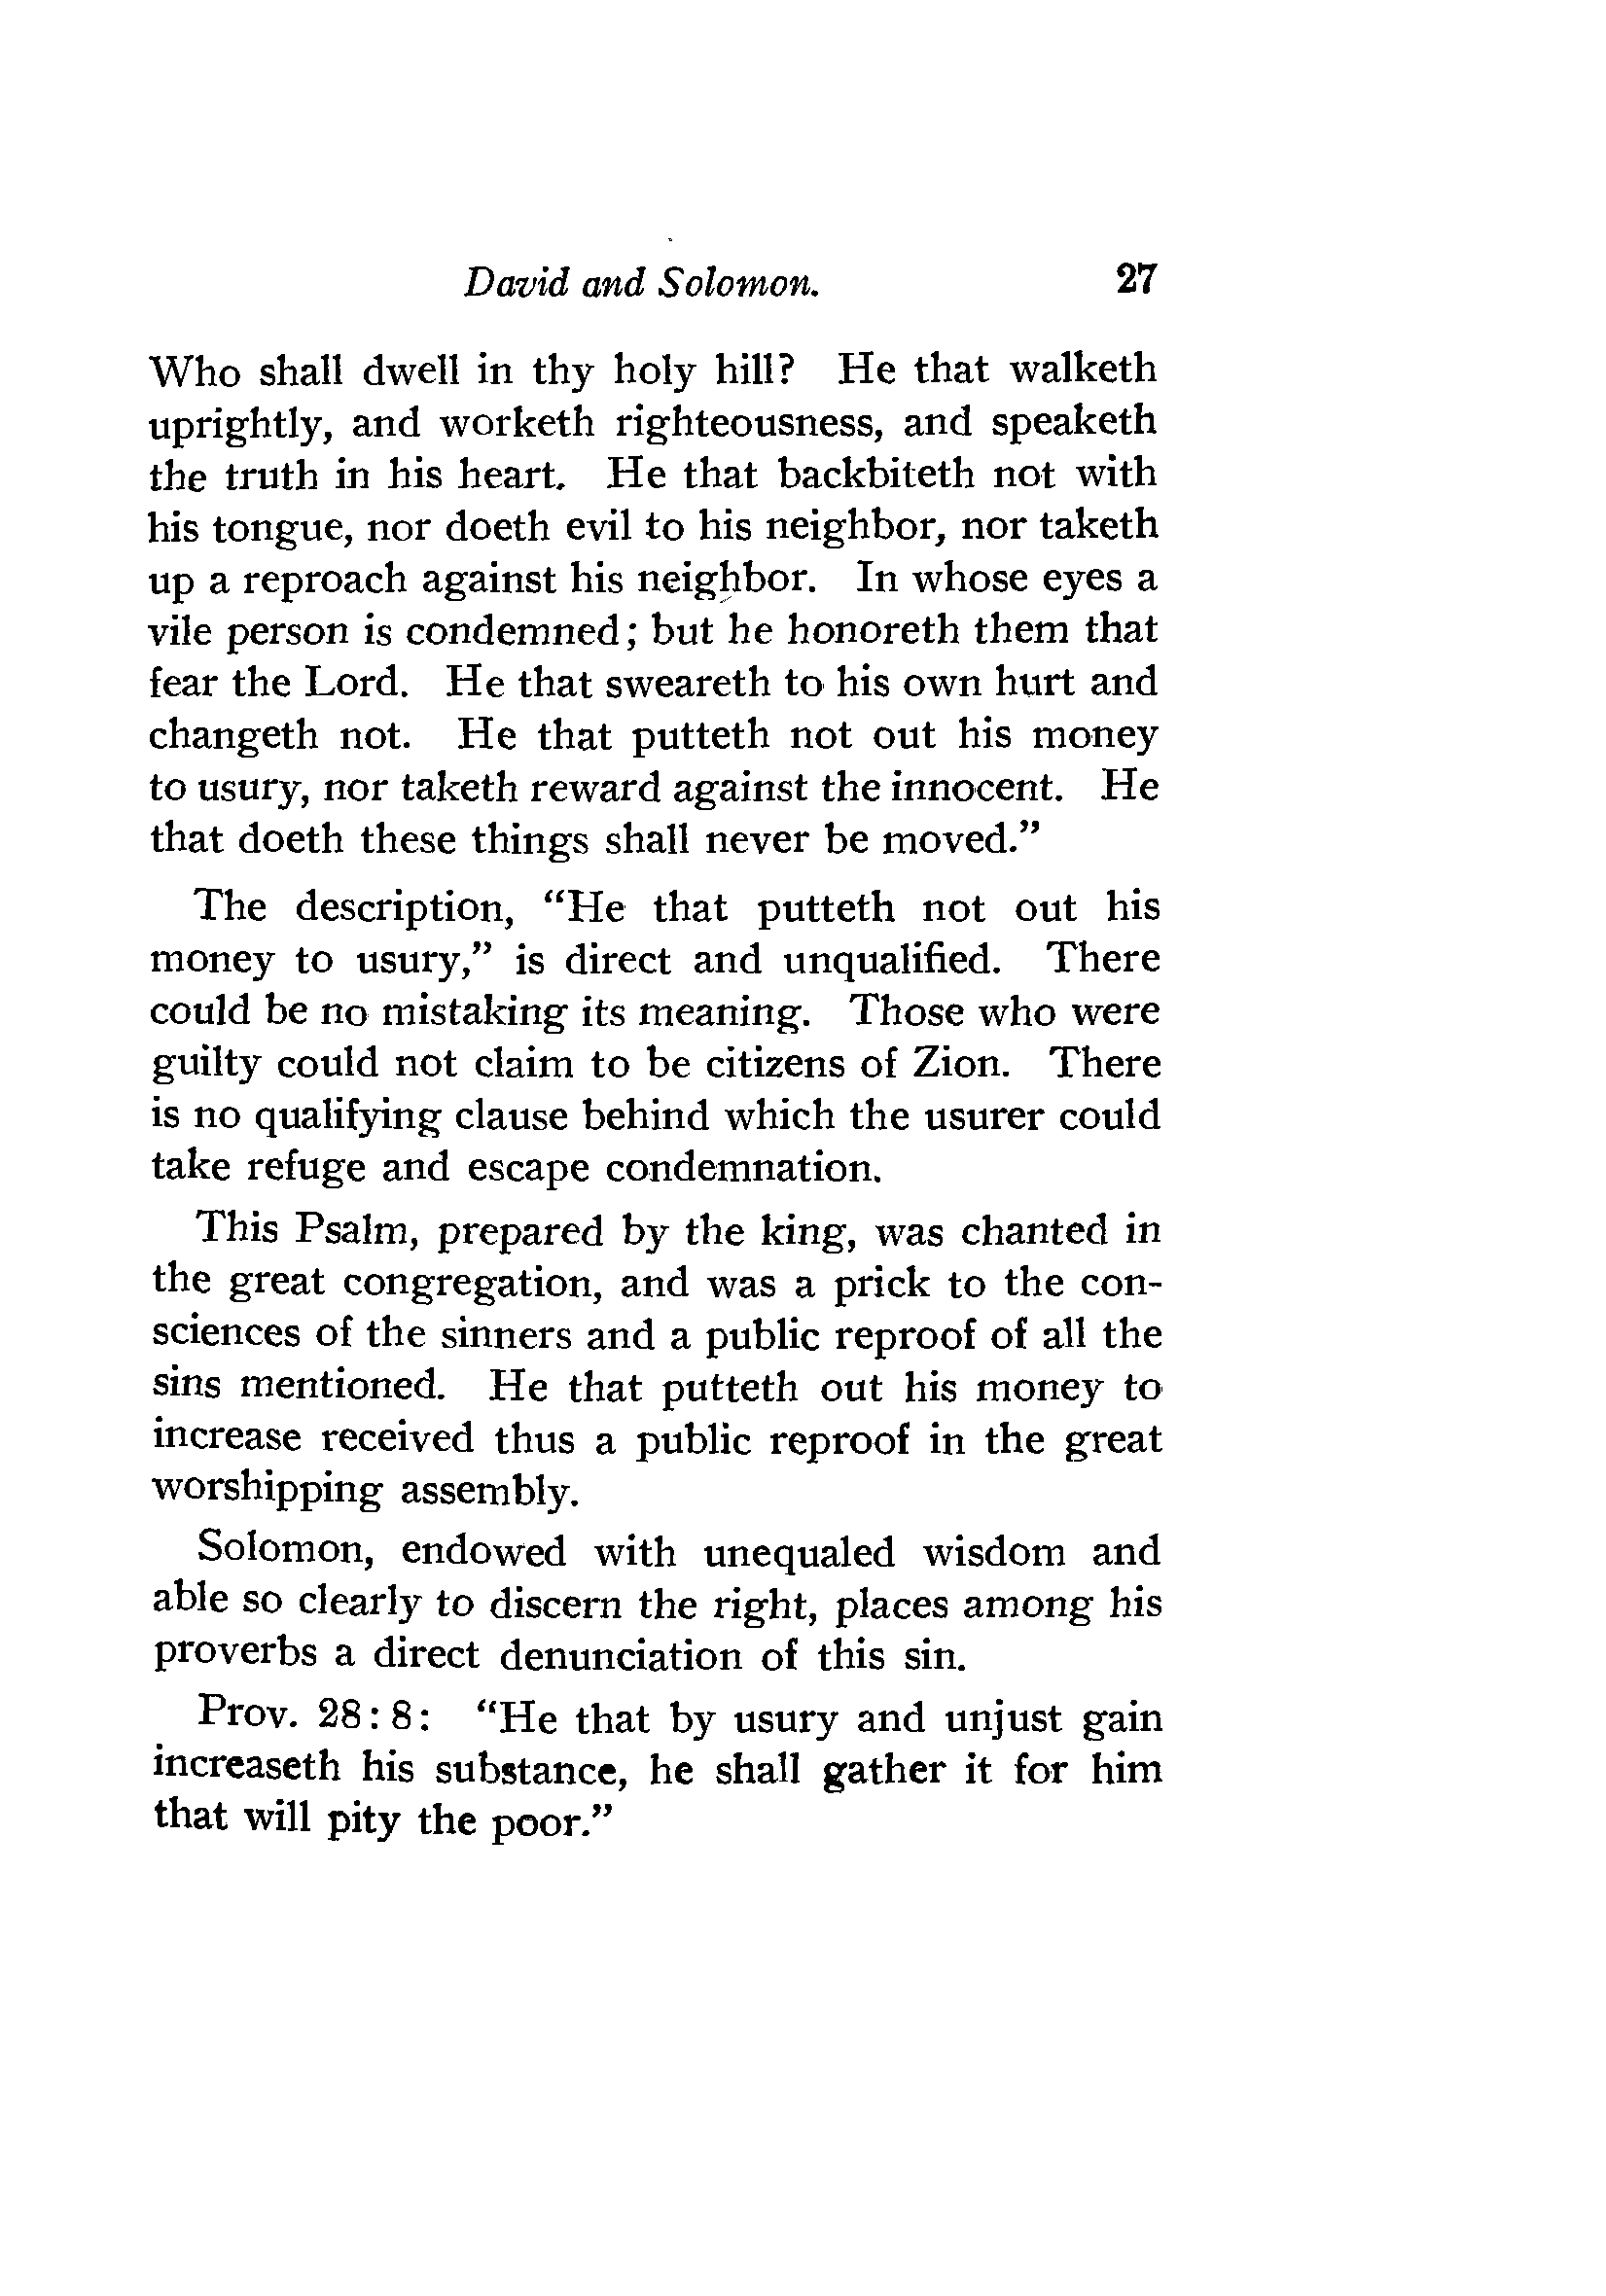 David and Solomon. 27
Who shall dwell in thy holy hill? He that walketh
uprightly, and worketh righteousness, and speaketh
the truth in his heart. He that backbiteth not with
his tongue, nor doeth evil to his neighbor, nor taketh
up a reproach against his neighbor. In whose eyes a
vile person is condemned; but he honoreth them that
fear the Lord. He that sweareth to his own hurt and
changeth not. He that putteth not out his money
to usury, nor taketh reward against the innocent. He
that doeth these things shall never be moved.”
The description, “He that putteth not out his
money to usury,” is direct and unqualified. There
could be no mistaking its meaning. Those who were
guilty could not claim to be citizens of Zion. There
is no qualifying clause behind which the usurer could
take refuge and escape condemnation.
This Psalm, prepared by the king, was chanted in
the great congregation, and was a prick to the con-
sciences of the sinners and a public reproof of all the
sins mentioned. He that putteth out his money to
increase received thus a public reproof in the great
worshipping assembly.
Solomon, endowed with unequaled wisdom and
able so clearly to discern the right, places among his
proverbs a direct denunciation of this sin.
Prov. 28:8: “He that by usury and unjust gain
increaseth his substance, he shall gather it for him
that will pity the poor.”